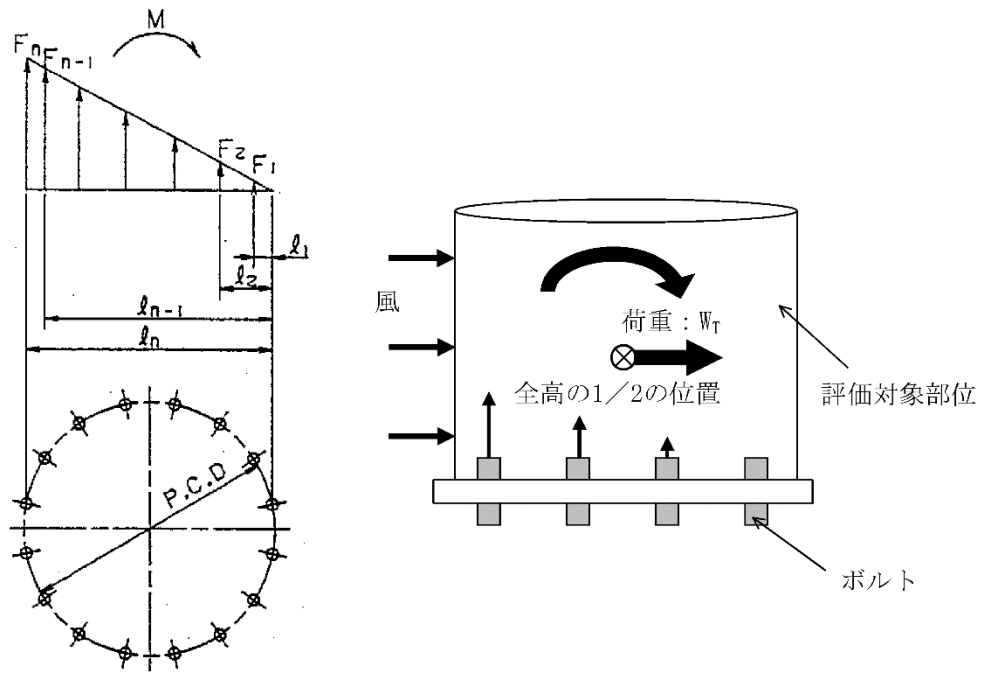 M
Fn
Fn-1
F2
F1
ℓ1
ℓ2
ℓn-1
ℓn
P.C.D
風
荷重：WT
全高の1／2の位置
評価対象部位
ボルト